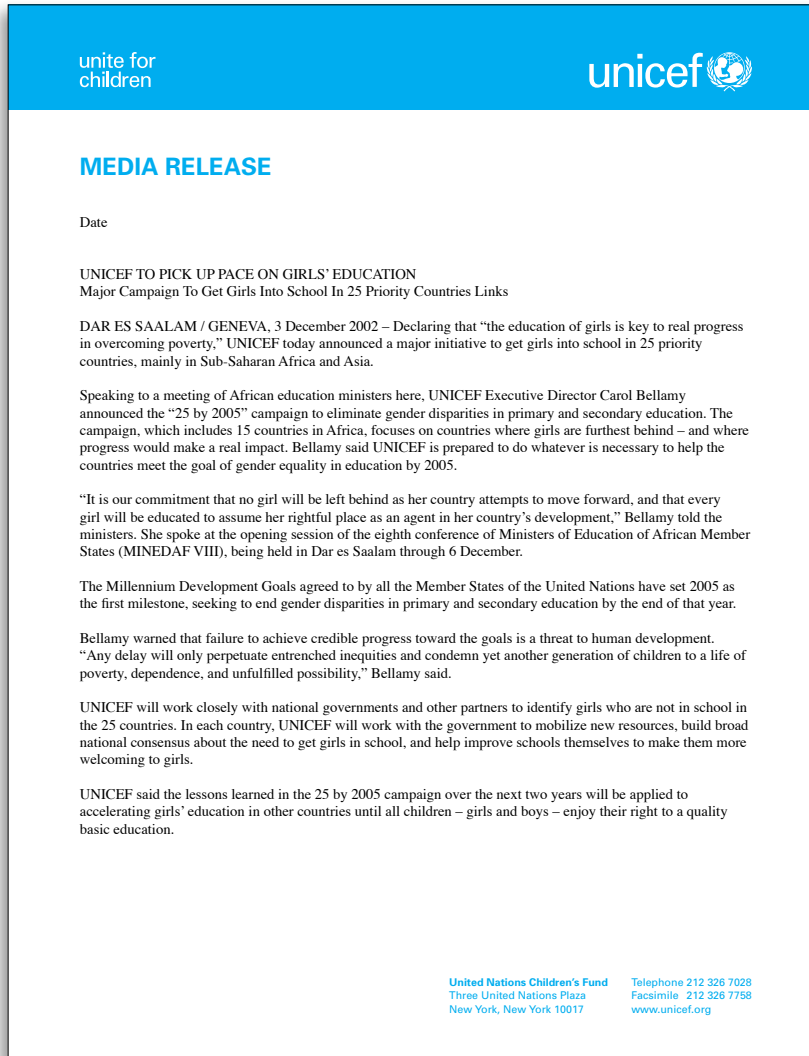 unite for
children
unicef
MEDIA RELEASE
Date
UNICEF TO PICK UP PACE ON GIRLS’ EDUCATION
Major Campaign To Get Girls Into School In 25 Priority Countries Links
DAR ES SAALAM / GENEVA, 3 December 2002 – Declaring that “the education of girls is key to real progress
in overcoming poverty,” UNICEF today announced a major initiative to get girls into school in 25 priority
countries, mainly in Sub-Saharan Africa and Asia.
Speaking to a meeting of African education ministers here, UNICEF Executive Director Carol Bellamy
announced the “25 by 2005” campaign to eliminate gender disparities in primary and secondary education. The
campaign, which includes 15 countries in Africa, focuses on countries where girls are furthest behind – and where
progress would make a real impact. Bellamy said UNICEF is prepared to do whatever is necessary to help the
countries meet the goal of gender equality in education by 2005.
“It is our commitment that no girl will be left behind as her country attempts to move forward, and that every
girl will be educated to assume her rightful place as an agent in her country’s development,” Bellamy told the
ministers. She spoke at the opening session of the eighth conference of Ministers of Education of African Member
States (MINEDAF VIII), being held in Dar es Saalam through 6 December.
The Millennium Development Goals agreed to by all the Member States of the United Nations have set 2005 as
the first milestone, seeking to end gender disparities in primary and secondary education by the end of that year.
Bellamy warned that failure to achieve credible progress toward the goals is a threat to human development.
“Any delay will only perpetuate entrenched inequities and condemn yet another generation of children to a life of
poverty, dependence, and unfulfilled possibility,” Bellamy said.
UNICEF will work closely with national governments and other partners to identify girls who are not in school in
the 25 countries. In each country, UNICEF will work with the government to mobilize new resources, build broad
national consensus about the need to get girls in school, and help improve schools themselves to make them more
welcoming to girls.
UNICEF said the lessons learned in the 25 by 2005 campaign over the next two years will be applied to
accelerating girls’ education in other countries until all children – girls and boys – enjoy their right to a quality
basic education.
United Nations Children’s Fund
Three United Nations Plaza
New York, New York 10017
Telephone 212 326 7028
Facsimile 212 326 7758
www.unicef.org